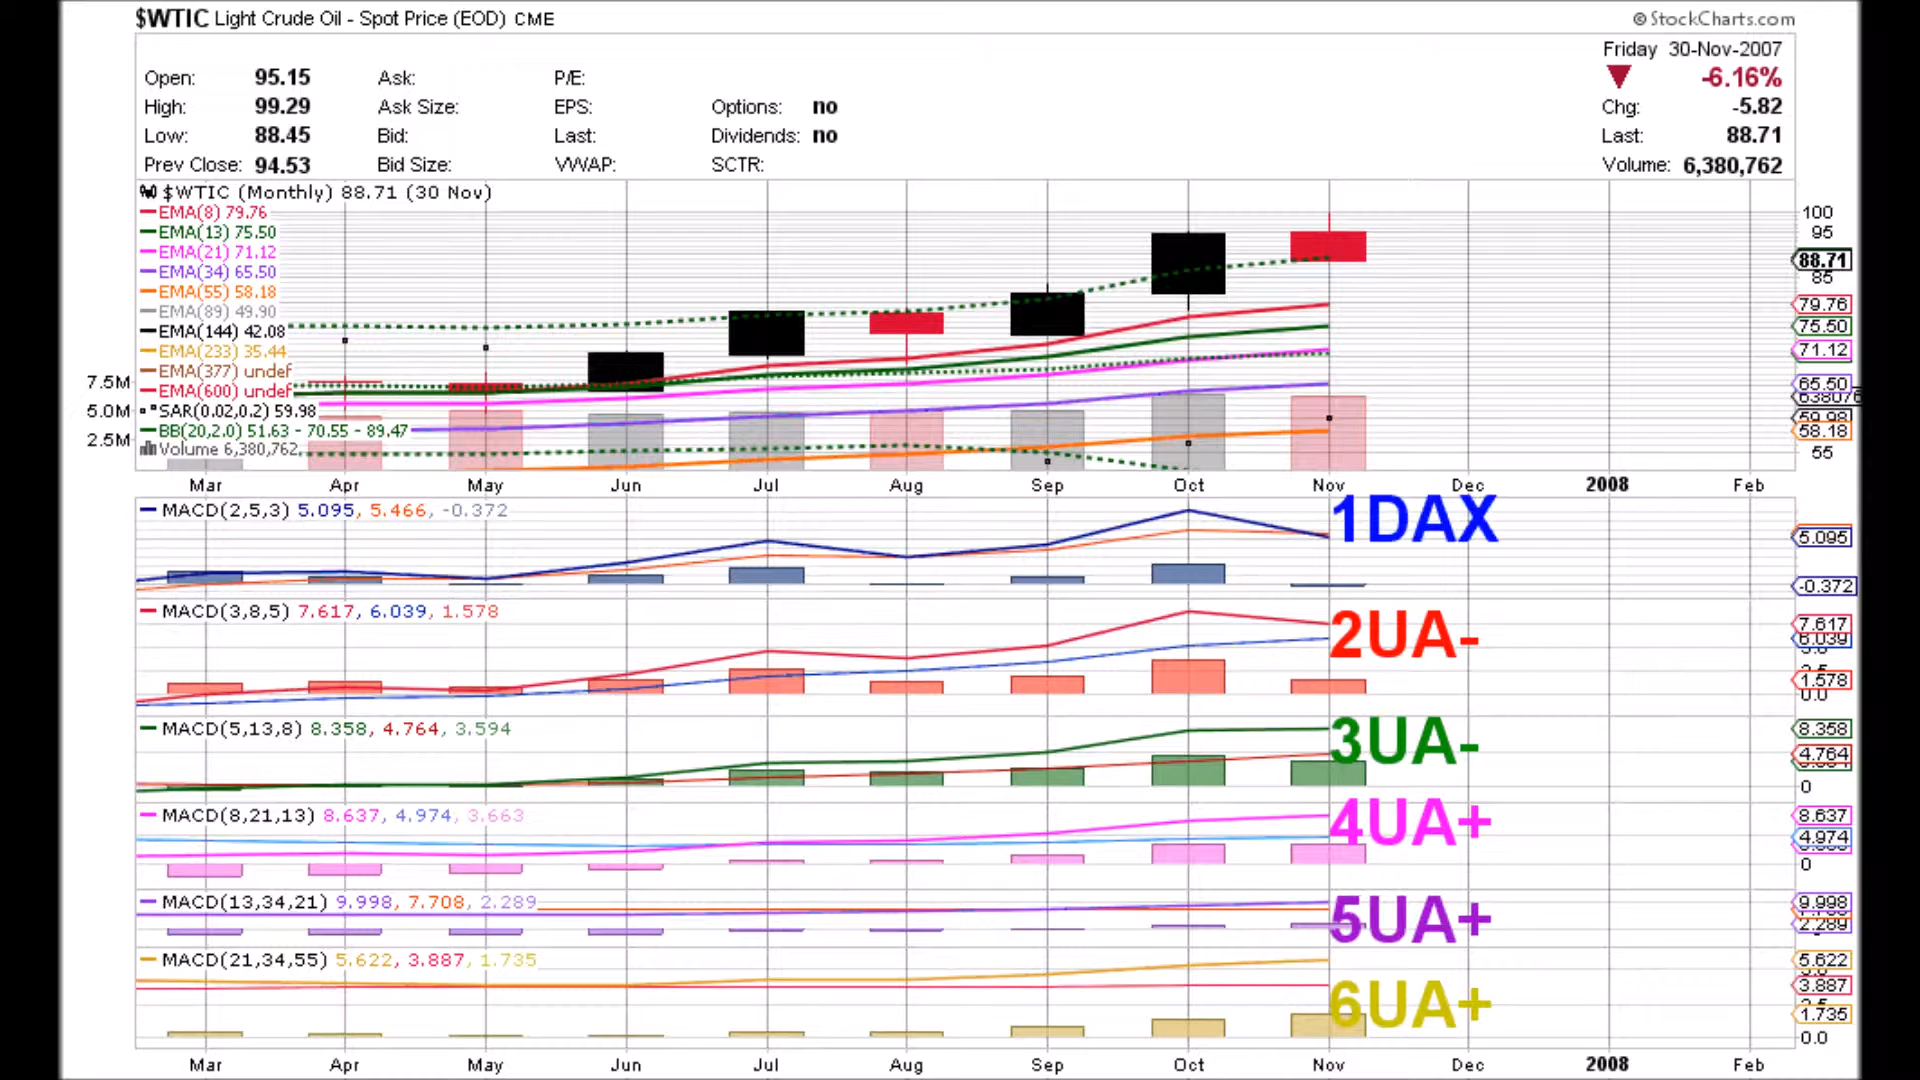 $WTIC Light Crude Oil - Spot Price (EOD) CME
© StockCharts.com
Friday 30-Nov-2007
Open: 95.15 Ask: P/E: -6.16%
High: 99.29 Ask Size: EPS: Options: no Chg: -5.82
Low: 88.45 Bid: Last: Dividends: no Last: 88.71
Prev Close: 94.53 Bid Size: VWAP: SCTR: Volume: 6,380,762
$WTIC (Monthly) 88.71 (30 Nov)
EMA(8) 79.76
EMA(13) 75.50
EMA(21) 71.12
EMA(34) 65.50
EMA(55) 58.18
EMA(89) 49.90
EMA(144) 42.08
EMA(233) 35.44
EMA(377) undef
EMA(600) undef
SAR(0.02,0.2) 59.98
BB(20,2.0) 51.63 - 70.55 - 89.47
Volume 6,380,762
7.5M
5.0M
2.5M
100
95
88.71
85
79.76
75.50
71.12
65.50
59.98
58.18
55
Mar Apr May Jun Jul Aug Sep Oct Nov Dec 2008 Feb
MACD(2,5,3) 5.095, 5.466, -0.372
1DAX
5.095
-0.372
MACD(3,8,5) 7.617, 6.039, 1.578
2UA-
7.617
6.039
1.578
0.0
MACD(5,13,8) 8.358, 4.764, 3.594
3UA-
8.358
4.764
0
MACD(8,21,13) 8.637, 4.974, 3.663
4UA+
8.637
4.974
0
MACD(13,34,21) 9.998, 7.708, 2.289
5UA+
9.998
2.289
MACD(21,34,55) 5.622, 3.887, 1.735
6UA+
5.622
3.887
1.735
0.0
Mar Apr May Jun Jul Aug Sep Oct Nov Dec 2008 Feb